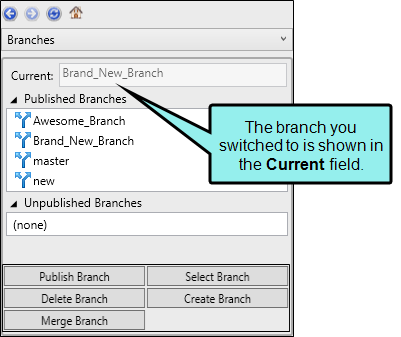 Branches
Current: Brand_New_Branch
Published Branches
Awesome_Branch
Brand_New_Branch
master
new
Unpublished Branches
(none)
Publish Branch Select Branch
Delete Branch Create Branch
Merge Branch
The branch you
switched to is shown in
the Current field.